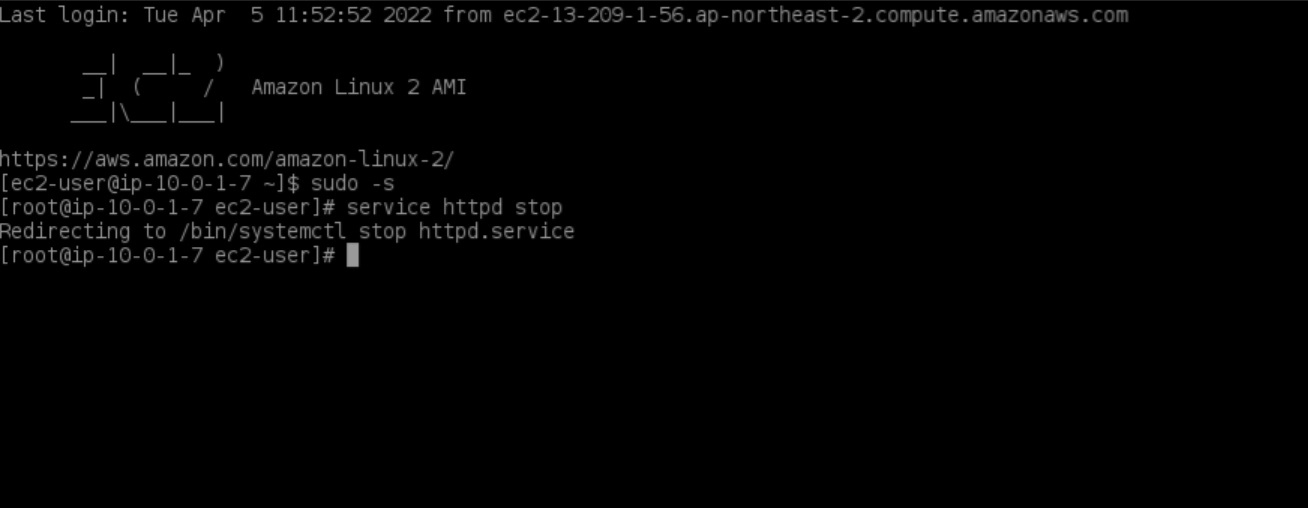 Last login: Tue Apr  5 11:52:52 2022 from ec2-13-209-1-56.ap-northeast-2.compute.amazonaws.com

       __|  __|_  )
       _|  (     /   Amazon Linux 2 AMI
      ___|\___|___|

https://aws.amazon.com/amazon-linux-2/
[ec2-user@ip-10-0-1-7 ~]$ sudo -s
[root@ip-10-0-1-7 ec2-user]# service httpd stop
Redirecting to /bin/systemctl stop httpd.service
[root@ip-10-0-1-7 ec2-user]#